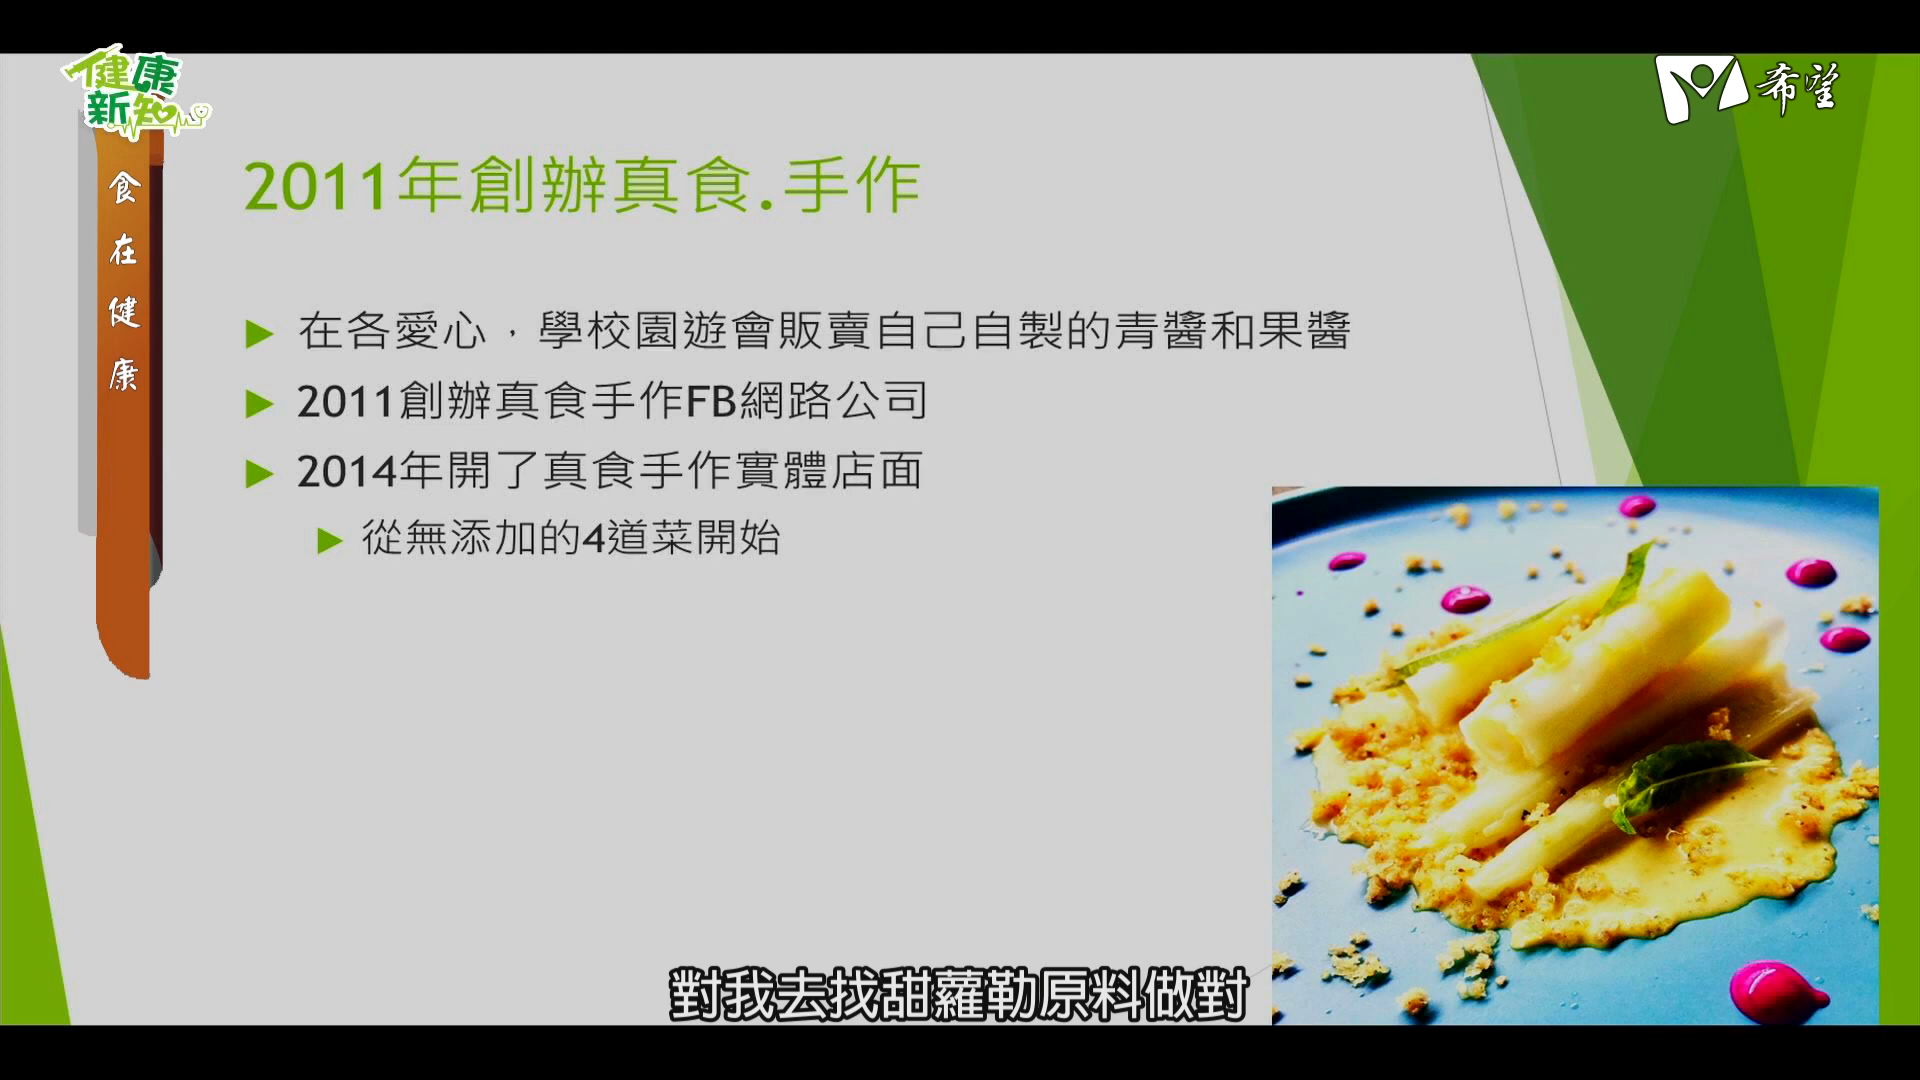 健康
新知
希望
食在健康
2011年創辦真食.手作
在各愛心，學校園遊會販賣自己自製的青醬和果醬
2011創辦真食手作FB網路公司
2014年開了真食手作實體店面
從無添加的4道菜開始
對我去找甜蘿勒原料做對